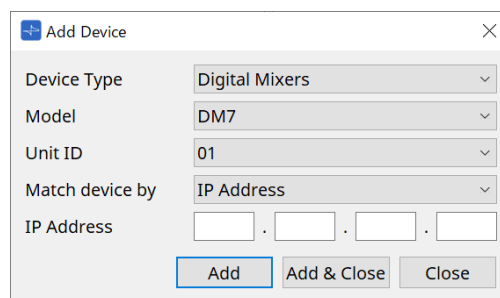 Add Device
Device Type Digital Mixers
Model DM7
Unit ID 01
Match device by IP Address
IP Address . . .
Add Add & Close Close